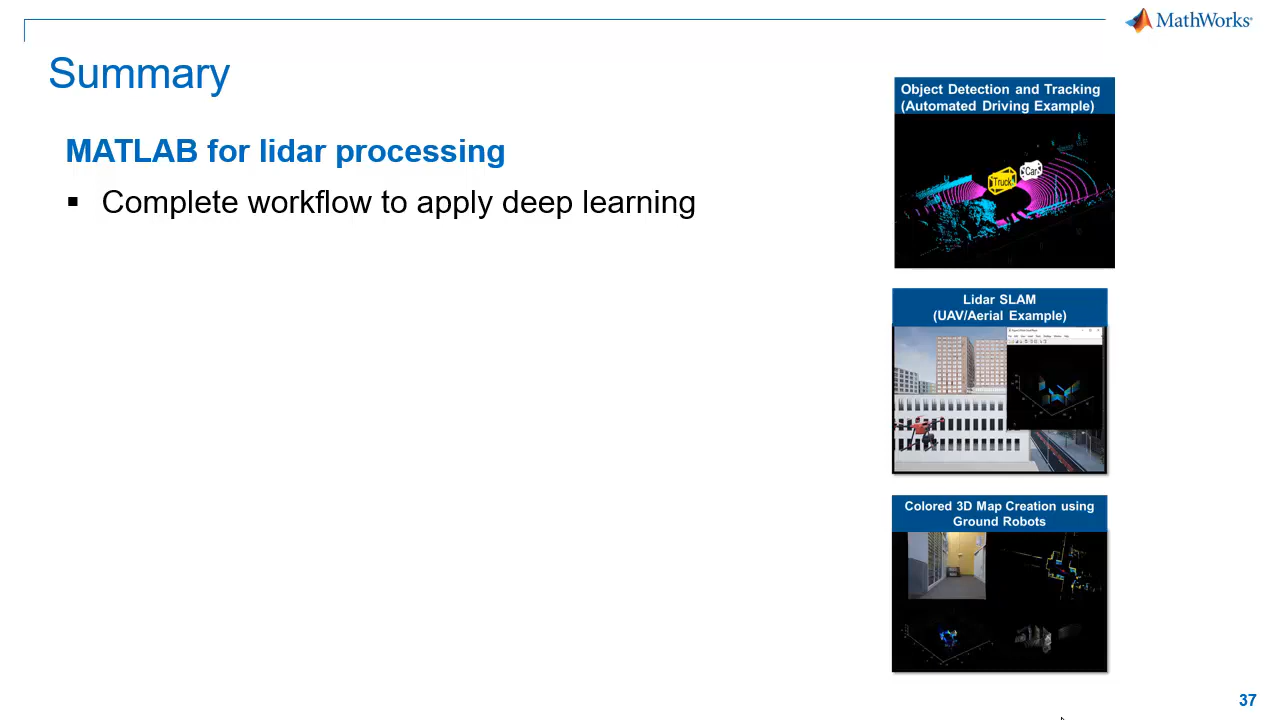 MathWorks®
Summary
MATLAB for lidar processing
▪ Complete workflow to apply deep learning
Object Detection and Tracking
(Automated Driving Example)
Truck
Car
Lidar SLAM
(UAV/Aerial Example)
Colored 3D Map Creation using
Ground Robots
37